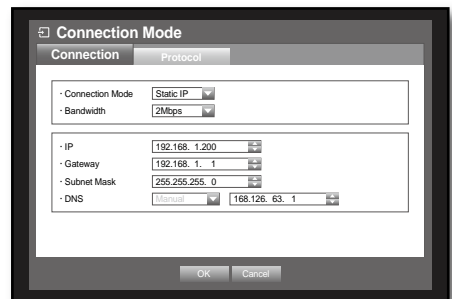 Connection Mode
Connection Protocol
· Connection Mode Static IP
· Bandwidth 2Mbps
· IP 192.168. 1.200
· Gateway 192.168. 1. 1
· Subnet Mask 255.255.255. 0
· DNS Manual 168.126. 63. 1
OK Cancel